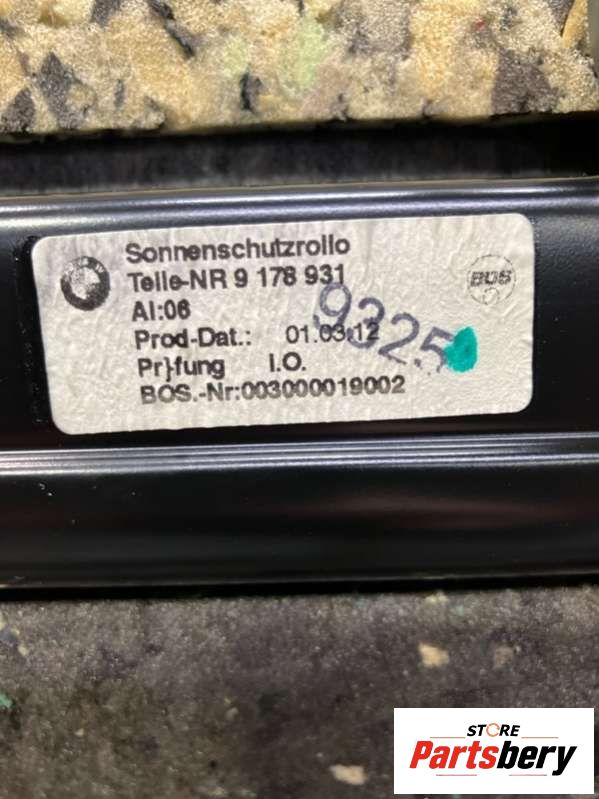 Sonnenschutzrollo
Teile-NR 9 178 931
AI:06
Prod-Dat.: 01.03.12
Pr}fung I.O.
BOS.-Nr:003000019002
BOS
9325
STORE
Partsbery